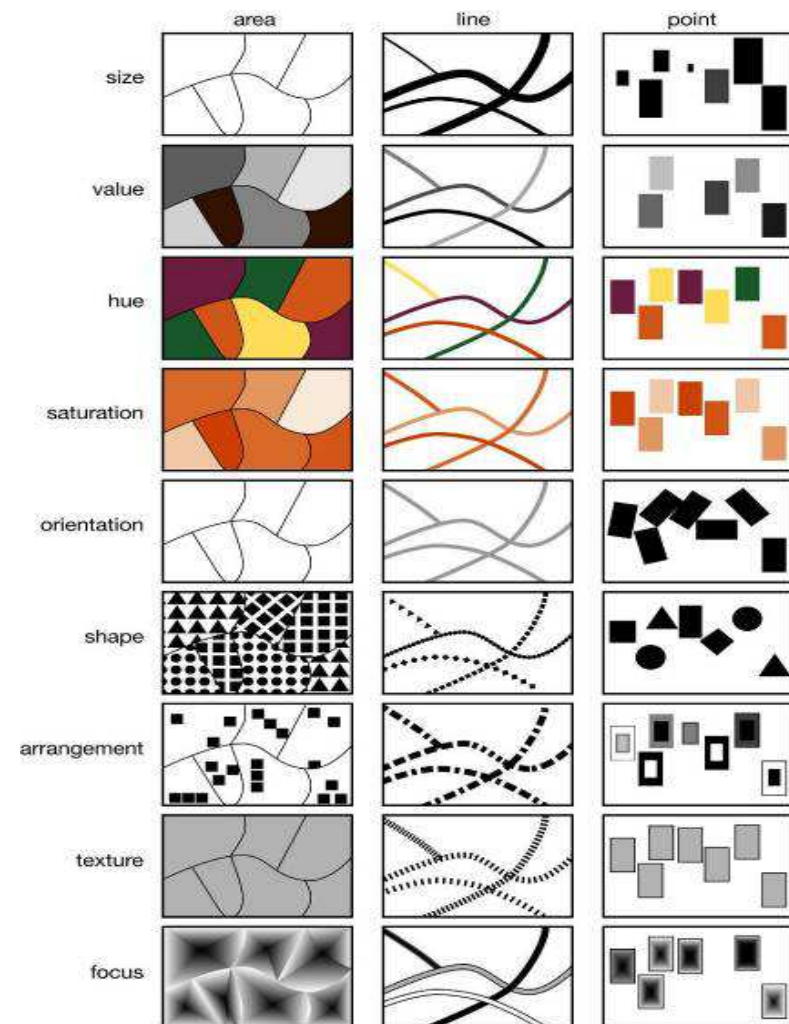 area line point
size
value
hue
saturation
orientation
shape
arrangement
texture
focus